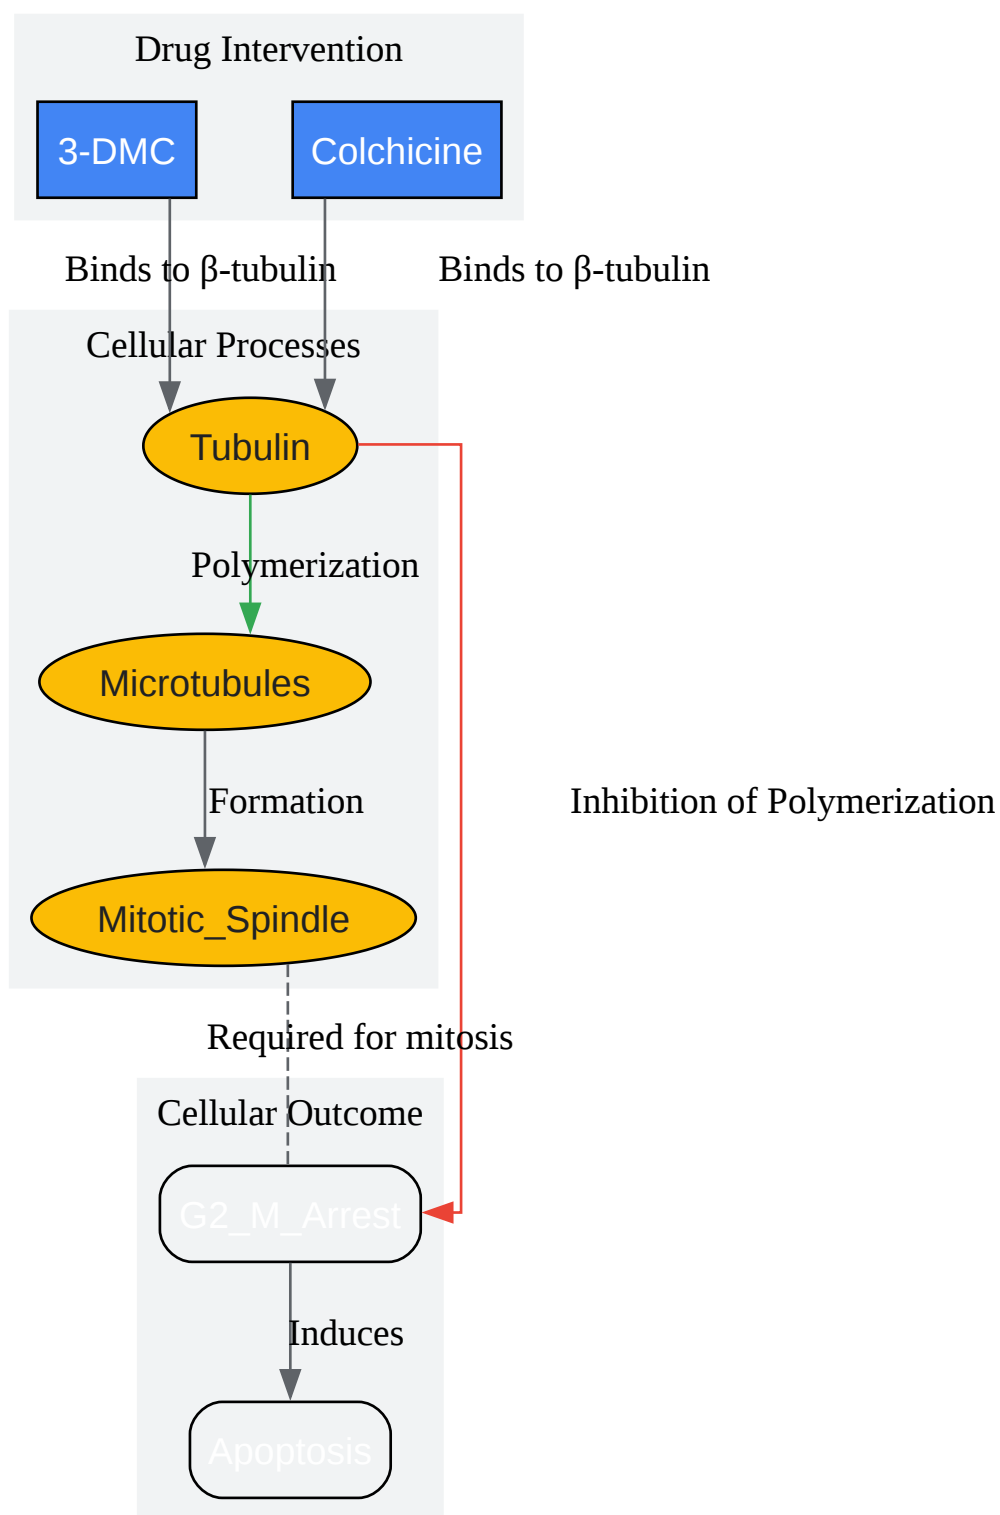 Drug Intervention
3-DMC
Colchicine
Binds to β-tubulin
Binds to β-tubulin
Cellular Processes
Tubulin
Polymerization
Microtubules
Formation
Inhibition of Polymerization
Mitotic_Spindle
Required for mitosis
Cellular Outcome
G2_M_Arrest
Induces
Apoptosis